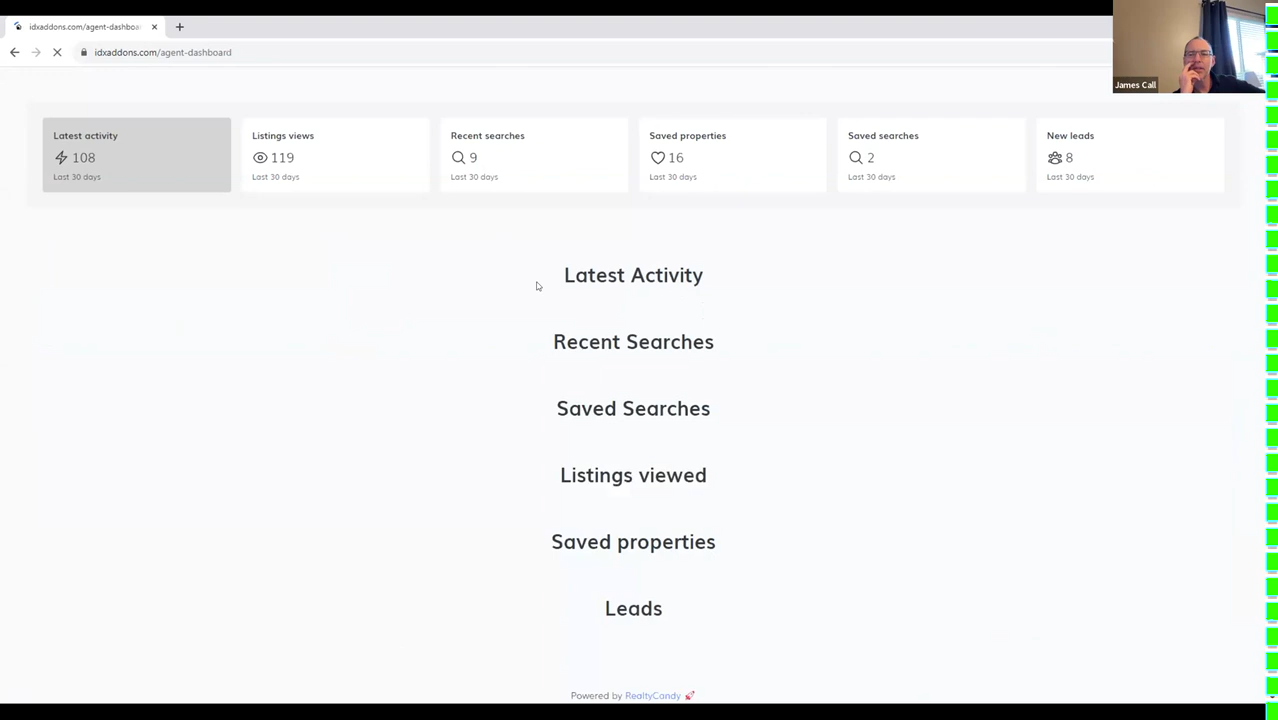 idxaddons.com/agent-dashboa
idxaddons.com/agent-dashboard
James Call
Latest activity
108
Last 30 days
Listings views
119
Last 30 days
Recent searches
9
Last 30 days
Saved properties
16
Last 30 days
Saved searches
2
Last 30 days
New leads
8
Last 30 days
Latest Activity
Recent Searches
Saved Searches
Listings viewed
Saved properties
Leads
Powered by RealtyCandy 🚀